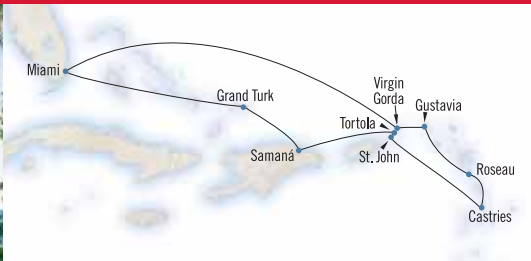 Miami
Grand Turk
Samaná
Tortola
Virgin
Gorda
St. John
Gustavia
Roseau
Castries